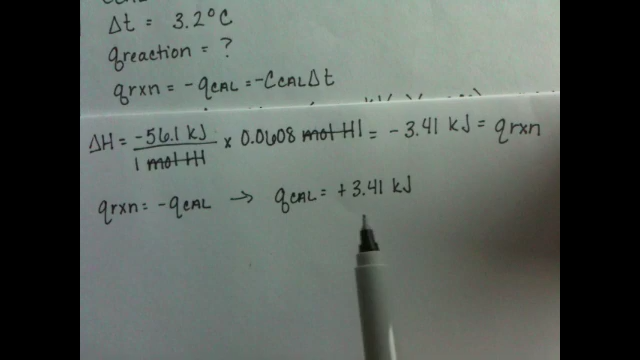 Δt = 3.2°C
qreaction = ?
qrxn = -qCAL = -CCALΔt
ΔH = -56.1 kJ / 1 mol HI x 0.0608 mol HI = - 3.41 kJ = qrxn
qrxn = -qCAL → qCAL = + 3.41 kJ